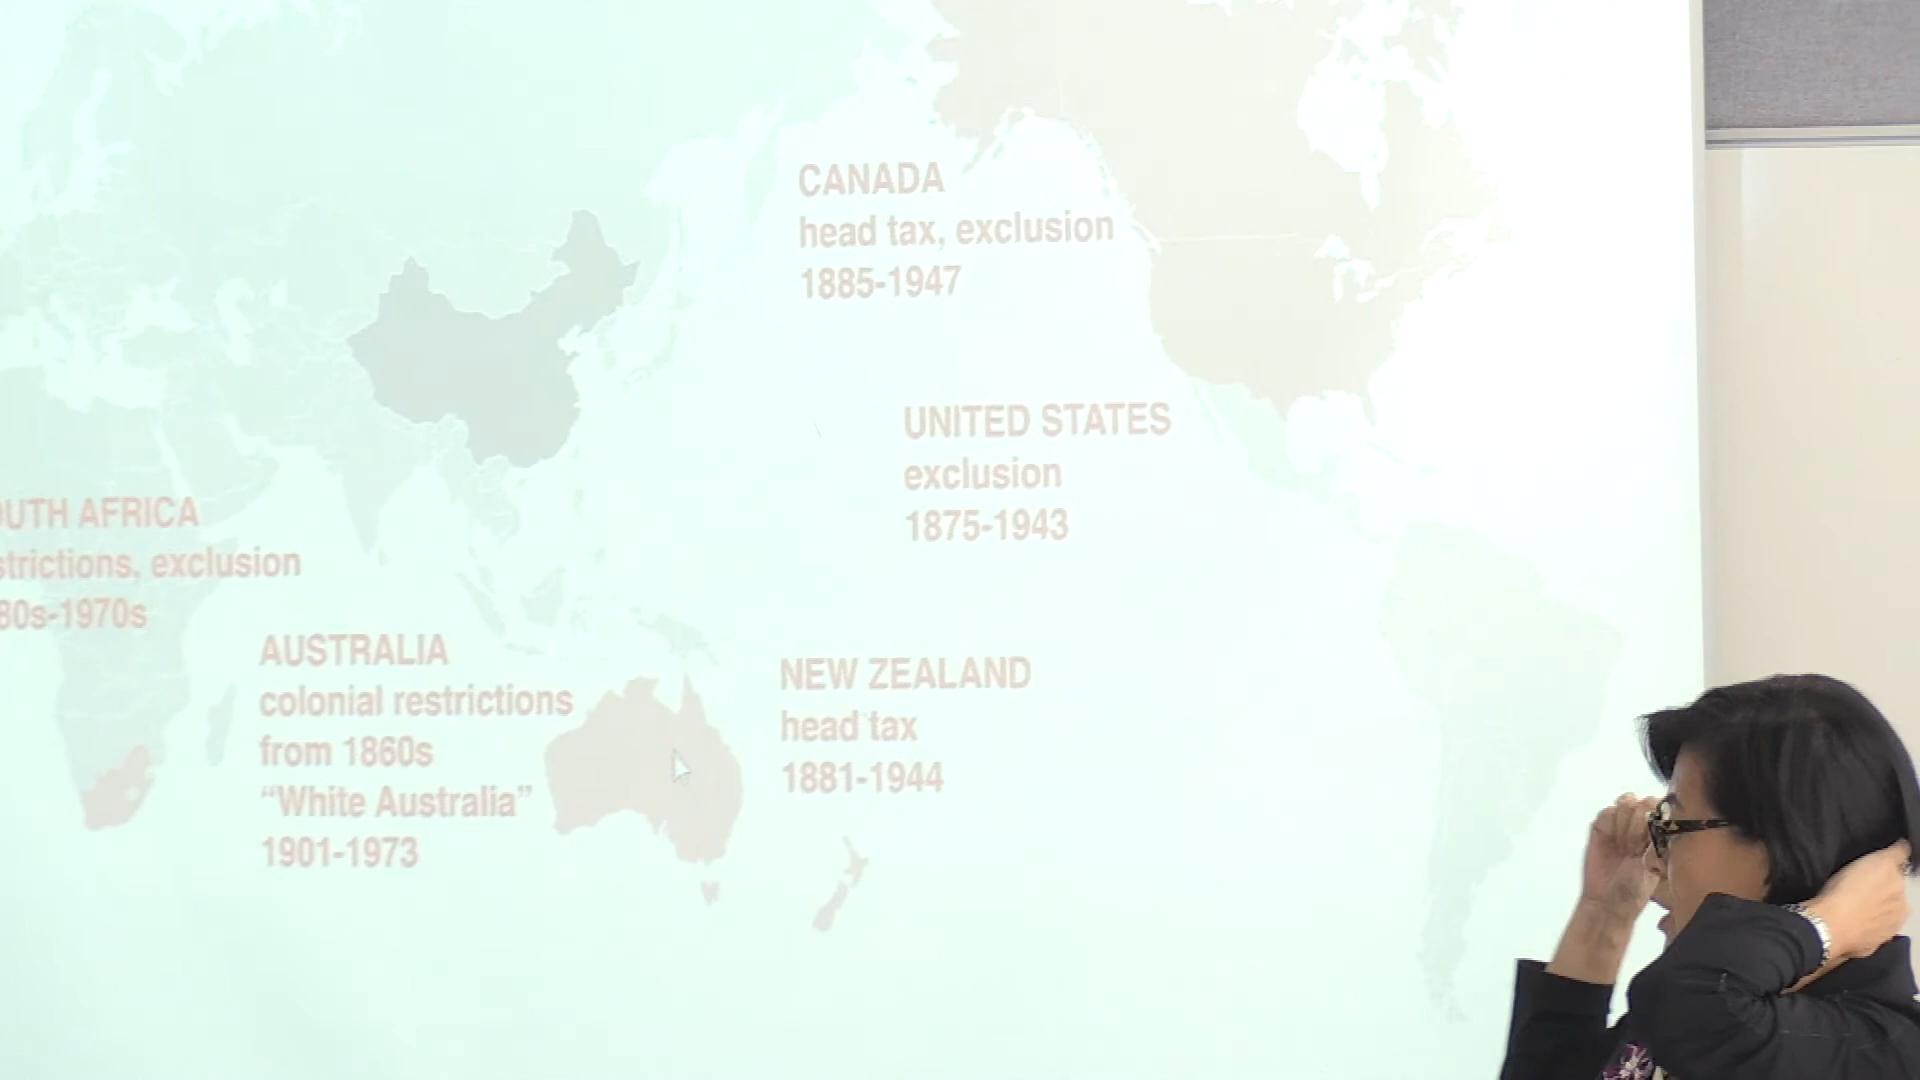 CANADA
head tax, exclusion
1885-1947
UNITED STATES
exclusion
1875-1943
OUTH AFRICA
strictions, exclusion
80s-1970s
AUSTRALIA
colonial restrictions
from 1860s
“White Australia”
1901-1973
NEW ZEALAND
head tax
1881-1944